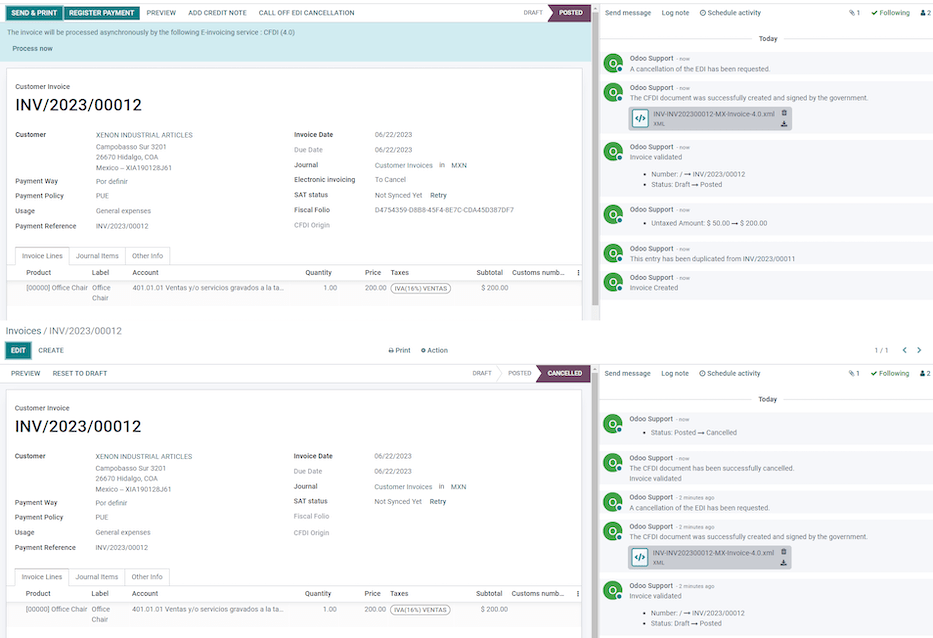 SEND & PRINT REGISTER PAYMENT PREVIEW ADD CREDIT NOTE CALL OFF EDI CANCELLATION DRAFT POSTED
The invoice will be processed asynchronously by the following E-invoicing service : CFDI (4.0)
Process now
Customer Invoice
INV/2023/00012
Customer XENON INDUSTRIAL ARTICLES
Campobasso Sur 3201
26670 Hidalgo, COA
Mexico – XIA190128J61
Payment Way Por definir
Payment Policy PUE
Usage General expenses
Payment Reference INV/2023/00012
Invoice Date 06/22/2023
Due Date 06/22/2023
Journal Customer Invoices in MXN
Electronic invoicing To Cancel
SAT status Not Synced Yet Retry
Fiscal Folio D4754359-D8B8-45F4-8E7C-CDA45D387DF7
CFDI Origin
Invoice Lines Journal Items Other Info
Product Label Account Quantity Price Taxes Subtotal Customs numb...
[00000] Office Chair Office 401.01.01 Ventas y/o servicios gravados a la ta... 1.00 200.00 IVA(16%) VENTAS $ 200.00
Chair
Send message Log note Schedule activity 1 Following 2
Today
Odoo Support - now
A cancellation of the EDI has been requested.
Odoo Support - now
The CFDI document was successfully created and signed by the government.
INV-INV202300012-MX-Invoice-4.0.xml
XML
Odoo Support - now
Invoice validated
• Number: / → INV/2023/00012
• Status: Draft → Posted
Odoo Support - now
• Untaxed Amount: $ 50.00 → $ 200.00
Odoo Support - now
This entry has been duplicated from INV/2023/00011
Odoo Support - now
Invoice Created
Invoices / INV/2023/00012
EDIT CREATE Print Action 1 / 1
PREVIEW RESET TO DRAFT DRAFT POSTED CANCELLED
Customer Invoice
INV/2023/00012
Customer XENON INDUSTRIAL ARTICLES
Campobasso Sur 3201
26670 Hidalgo, COA
Mexico – XIA190128J61
Payment Way Por definir
Payment Policy PUE
Usage General expenses
Payment Reference INV/2023/00012
Invoice Date 06/22/2023
Due Date 06/22/2023
Journal Customer Invoices in MXN
SAT status Not Synced Yet Retry
Fiscal Folio
CFDI Origin
Invoice Lines Journal Items Other Info
Product Label Account Quantity Price Taxes Subtotal Customs numb...
[00000] Office Chair Office 401.01.01 Ventas y/o servicios gravados a la ta... 1.00 200.00 IVA(16%) VENTAS $ 200.00
Chair
Send message Log note Schedule activity 1 Following 2
Today
Odoo Support - now
• Status: Posted → Cancelled
Odoo Support - now
The CFDI document has been successfully cancelled.
Invoice validated
Odoo Support - 2 minutes ago
A cancellation of the EDI has been requested.
Odoo Support - 2 minutes ago
The CFDI document was successfully created and signed by the government.
INV-INV202300012-MX-Invoice-4.0.xml
XML
Odoo Support - 2 minutes ago
Invoice validated
• Number: / → INV/2023/00012
• Status: Draft → Posted